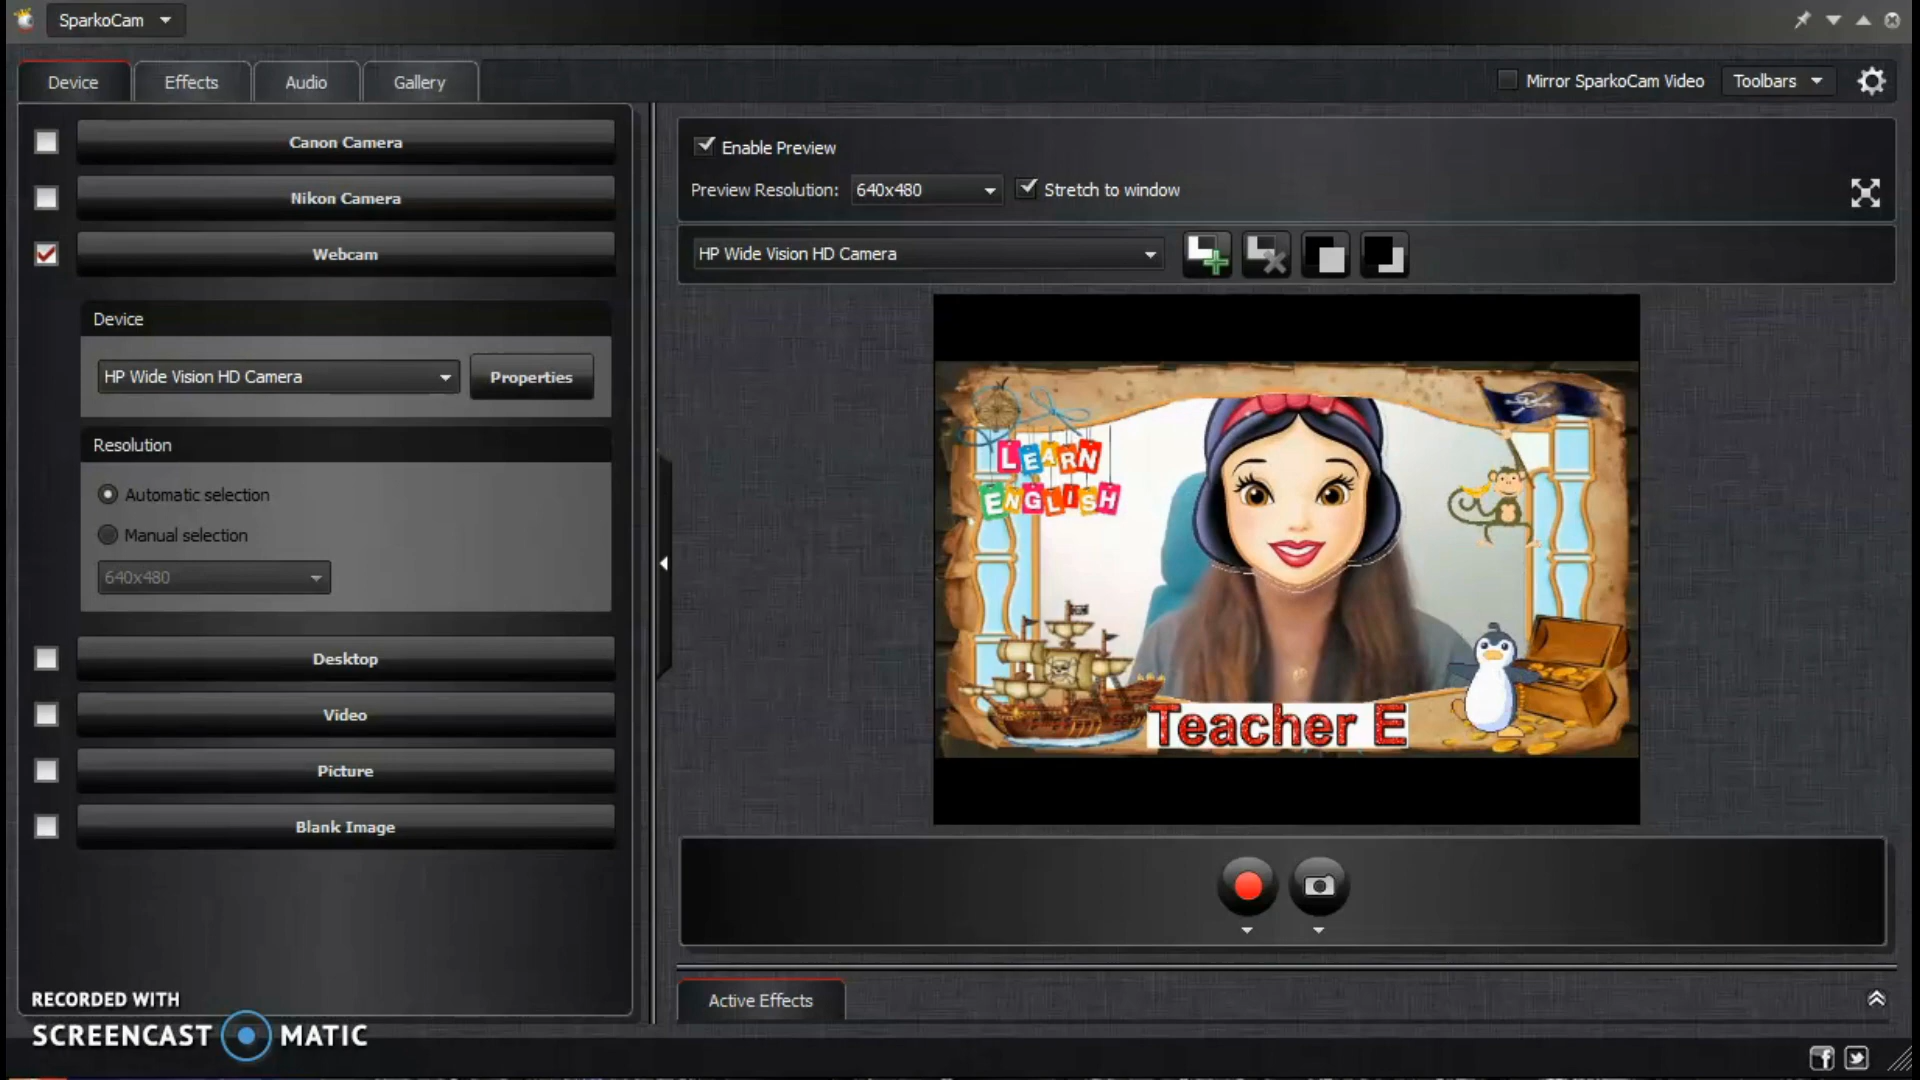 SparkoCam
Device
Effects
Audio
Gallery
Mirror SparkoCam Video
Toolbars
Canon Camera
Nikon Camera
Webcam
Device
HP Wide Vision HD Camera
Properties
Resolution
Automatic selection
Manual selection
640x480
Desktop
Video
Picture
Blank Image
Enable Preview
Preview Resolution: 640x480
Stretch to window
HP Wide Vision HD Camera
LEARN
ENGLISH
Teacher E
Active Effects
RECORDED WITH
SCREENCAST MATIC